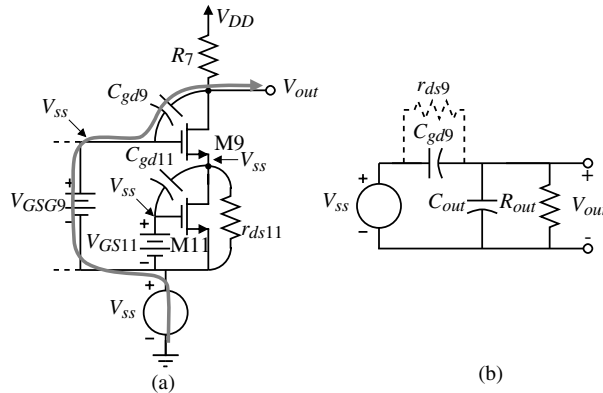 V_DD
R_7
C_gd9
V_out
V_ss
M9
C_gd11
V_ss
V_ss
V_GSG9
V_GS11
M11
r_ds11
V_ss
(a)
r_ds9
C_gd9
V_ss
C_out
R_out
V_out
(b)